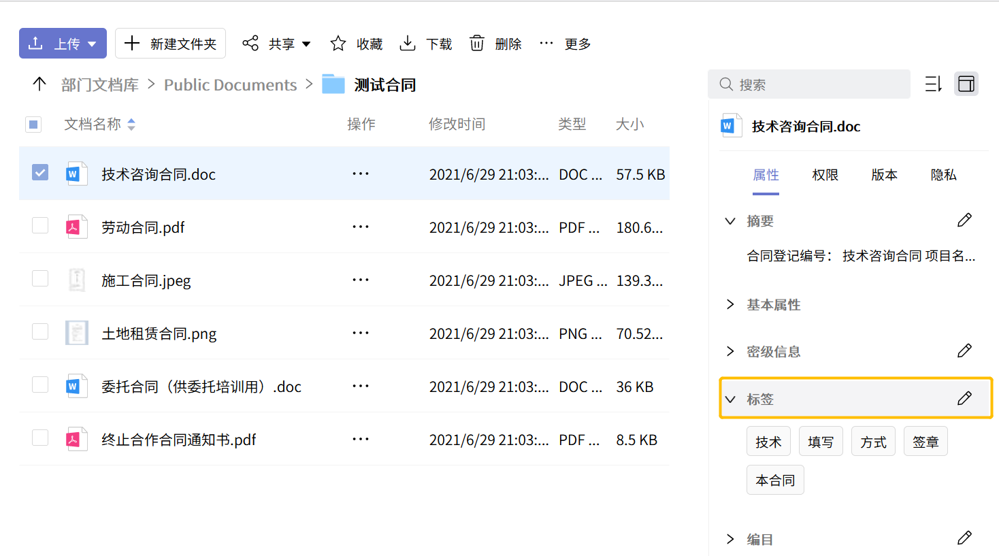 上传 新建文件夹 共享 收藏 下载 删除 ··· 更多
部门文档库 > Public Documents > 测试合同
搜索
文档名称 操作 修改时间 类型 大小
技术咨询合同.doc ··· 2021/6/29 21:03:... DOC ... 57.5 KB
劳动合同.pdf ··· 2021/6/29 21:03:... PDF ... 180.6...
施工合同.jpeg ··· 2021/6/29 21:03:... JPEG ... 139.3...
土地租赁合同.png ··· 2021/6/29 21:03:... PNG ... 70.52...
委托合同（供委托培训用）.doc ··· 2021/6/29 21:03:... DOC ... 36 KB
终止合作合同通知书.pdf ··· 2021/6/29 21:03:... PDF ... 8.5 KB
技术咨询合同.doc
属性 权限 版本 隐私
摘要
合同登记编号： 技术咨询合同 项目名...
基本属性
密级信息
标签
技术 填写 方式 签章
本合同
编目